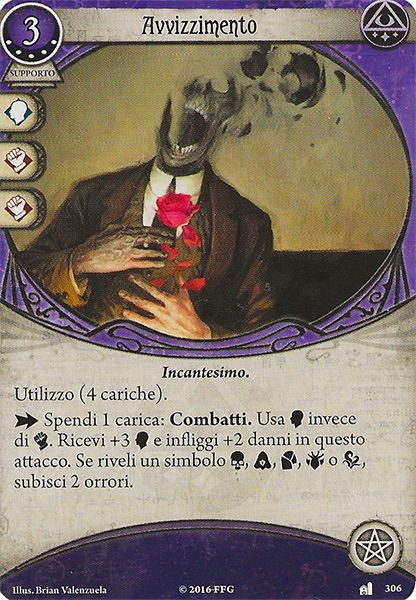 3
Avvizzimento
SUPPORTO
Incantesimo.
Utilizzo (4 cariche).
Spendi 1 carica: Combatti. Usa invece
di . Ricevi +3 e infliggi +2 danni in questo
attacco. Se riveli un simbolo , , , o ,
subisci 2 orrori.
Illus. Brian Valenzuela
© 2016 FFG
306